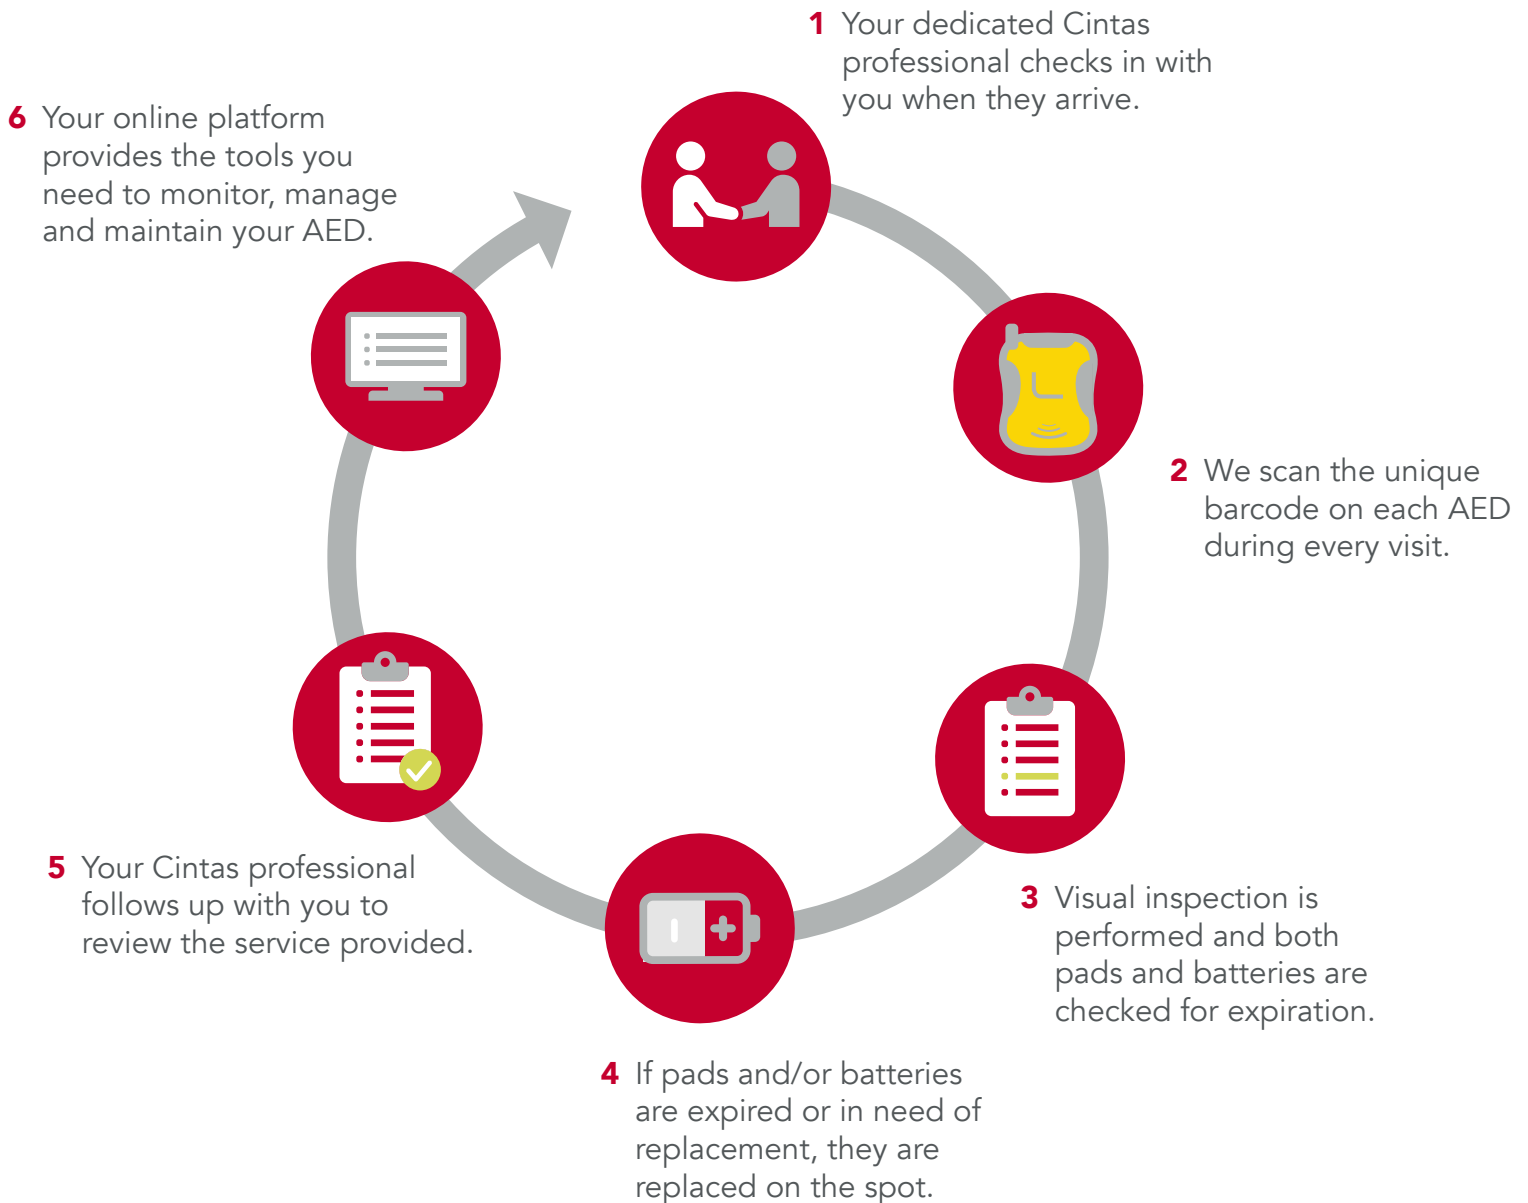 1 Your dedicated Cintas
professional checks in with
you when they arrive.
2 We scan the unique
barcode on each AED
during every visit.
3 Visual inspection is
performed and both
pads and batteries are
checked for expiration.
4 If pads and/or batteries
are expired or in need of
replacement, they are
replaced on the spot.
5 Your Cintas professional
follows up with you to
review the service provided.
6 Your online platform
provides the tools you
need to monitor, manage
and maintain your AED.